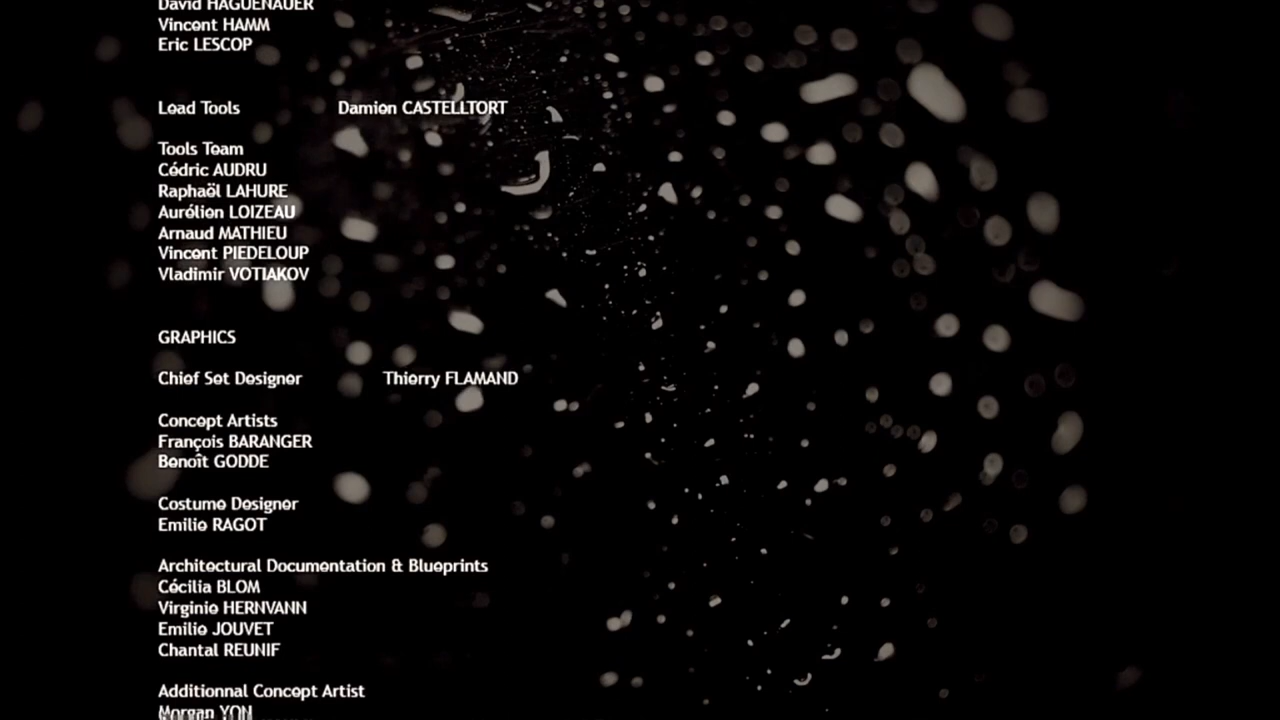 David HAGUENAUER
Vincent HAMM
Eric LESCOP
Lead Tools Damien CASTELLTORT
Tools Team
Cédric AUDRU
Raphaël LAHURE
Aurélien LOIZEAU
Arnaud MATHIEU
Vincent PIEDELOUP
Vladimir VOTIAKOV
GRAPHICS
Chief Set Designer Thierry FLAMAND
Concept Artists
François BARANGER
Benoît GODDE
Costume Designer
Emilie RAGOT
Architectural Documentation & Blueprints
Cécilia BLOM
Virginie HERNVANN
Emilie JOUVET
Chantal REUNIF
Additionnal Concept Artist
Morgan YON